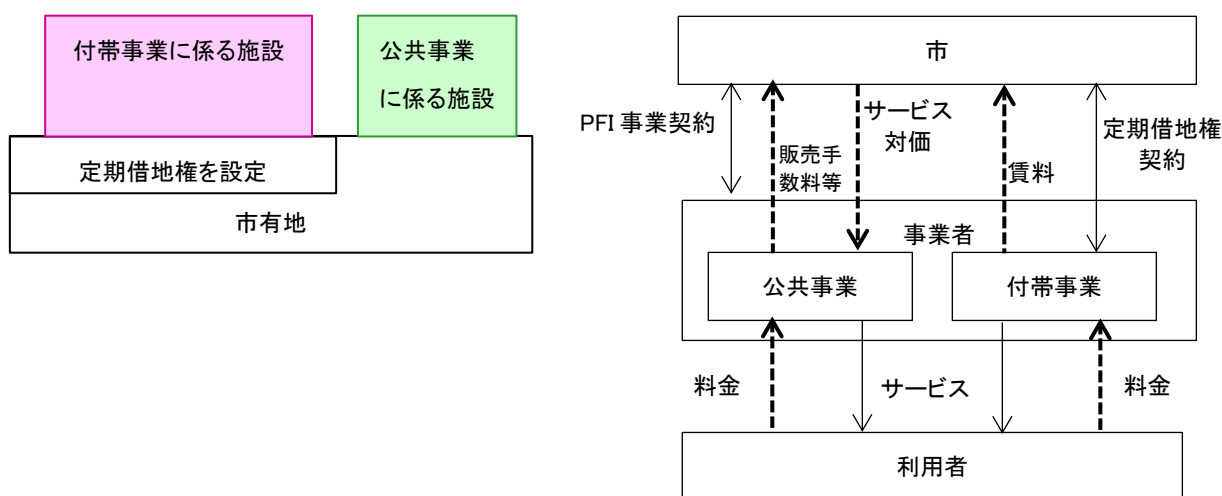 付帯事業に係る施設
公共事業
に係る施設
定期借地権を設定
市有地
市
PFI 事業契約
販売手
数料等
サービス
対価
賃料
定期借地権
契約
事業者
公共事業
付帯事業
料金
サービス
料金
利用者